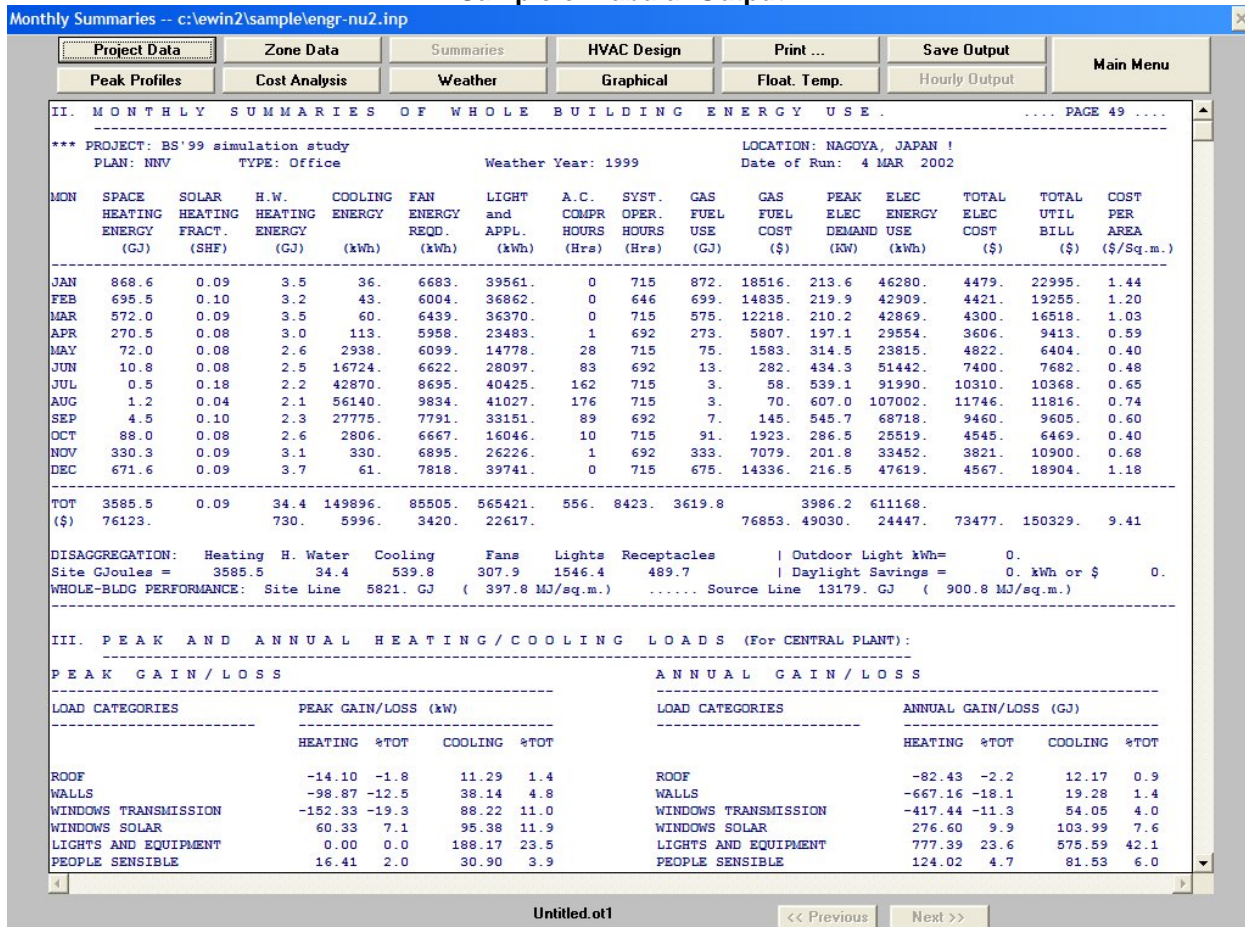 Monthly Summaries -- c:\ewin2\sample\engr-nu2.inp
Project Data Zone Data Summaries HVAC Design Print ... Save Output Main Menu
Peak Profiles Cost Analysis Weather Graphical Float. Temp. Hourly Output
II. M O N T H L Y S U M M A R I E S O F W H O L E B U I L D I N G E N E R G Y U S E . .... PAGE 49 ....
*** PROJECT: BS'99 simulation study LOCATION: NAGOYA, JAPAN !
PLAN: NNV TYPE: Office Weather Year: 1999 Date of Run: 4 MAR 2002
MON SPACE SOLAR H.W. COOLING FAN LIGHT A.C. SYST. GAS GAS PEAK ELEC TOTAL TOTAL COST
HEATING HEATING HEATING ENERGY ENERGY and COMPR OPER. FUEL FUEL ELEC ENERGY ELEC UTIL PER
ENERGY FRACT. ENERGY REQD. APPL. HOURS HOURS USE COST DEMAND USE COST BILL AREA
(GJ) (SHF) (GJ) (kWh) (kWh) (kWh) (Hrs) (Hrs) (GJ) ($) (KW) (kWh) ($) ($) ($/Sq.m.)
JAN 868.6 0.09 3.5 36. 6683. 39561. 0 715 872. 18516. 213.6 46280. 4479. 22995. 1.44
FEB 695.5 0.10 3.2 43. 6004. 36862. 0 646 699. 14835. 219.9 42909. 4421. 19255. 1.20
MAR 572.0 0.09 3.5 60. 6439. 36370. 0 715 575. 12218. 210.2 42869. 4300. 16518. 1.03
APR 270.5 0.08 3.0 113. 5958. 23483. 1 692 273. 5807. 197.1 29554. 3606. 9413. 0.59
MAY 72.0 0.08 2.6 2938. 6099. 14778. 28 715 75. 1583. 314.5 23815. 4822. 6404. 0.40
JUN 10.8 0.08 2.5 16724. 6622. 28097. 83 692 13. 282. 434.3 51442. 7400. 7682. 0.48
JUL 0.5 0.18 2.2 42870. 8695. 40425. 162 715 3. 58. 539.1 91990. 10310. 10368. 0.65
AUG 1.2 0.04 2.1 56140. 9834. 41027. 176 715 3. 70. 607.0 107002. 11746. 11816. 0.74
SEP 4.5 0.10 2.3 27775. 7791. 33151. 89 692 7. 145. 545.7 68718. 9460. 9605. 0.60
OCT 88.0 0.08 2.6 2806. 6667. 16046. 10 715 91. 1923. 286.5 25519. 4545. 6469. 0.40
NOV 330.3 0.09 3.1 330. 6895. 26226. 1 692 333. 7079. 201.8 33452. 3821. 10900. 0.68
DEC 671.6 0.09 3.7 61. 7818. 39741. 0 715 675. 14336. 216.5 47619. 4567. 18904. 1.18
TOT 3585.5 0.09 34.4 149896. 85505. 565421. 556. 8423. 3619.8 3986.2 611168.
($) 76123. 730. 5996. 3420. 22617. 76853. 49030. 24447. 73477. 150329. 9.41
DISAGGREGATION: Heating H. Water Cooling Fans Lights Receptacles | Outdoor Light kWh= 0.
Site GJoules = 3585.5 34.4 539.8 307.9 1546.4 489.7 | Daylight Savings = 0. kWh or $ 0.
WHOLE-BLDG PERFORMANCE: Site Line 5821. GJ ( 397.8 MJ/sq.m.) ...... Source Line 13179. GJ ( 900.8 MJ/sq.m.)
III. P E A K A N D A N N U A L H E A T I N G / C O O L I N G L O A D S (For CENTRAL PLANT):
P E A K G A I N / L O S S A N N U A L G A I N / L O S S
LOAD CATEGORIES PEAK GAIN/LOSS (kW) LOAD CATEGORIES ANNUAL GAIN/LOSS (GJ)
HEATING %TOT COOLING %TOT HEATING %TOT COOLING %TOT
ROOF -14.10 -1.8 11.29 1.4 ROOF -82.43 -2.2 12.17 0.9
WALLS -98.87 -12.5 38.14 4.8 WALLS -667.16 -18.1 19.28 1.4
WINDOWS TRANSMISSION -152.33 -19.3 88.22 11.0 WINDOWS TRANSMISSION -417.44 -11.3 54.05 4.0
WINDOWS SOLAR 60.33 7.1 95.38 11.9 WINDOWS SOLAR 276.60 9.9 103.99 7.6
LIGHTS AND EQUIPMENT 0.00 0.0 188.17 23.5 LIGHTS AND EQUIPMENT 777.39 23.6 575.59 42.1
PEOPLE SENSIBLE 16.41 2.0 30.90 3.9 PEOPLE SENSIBLE 124.02 4.7 81.53 6.0
Untitled.ot1 << Previous Next >>